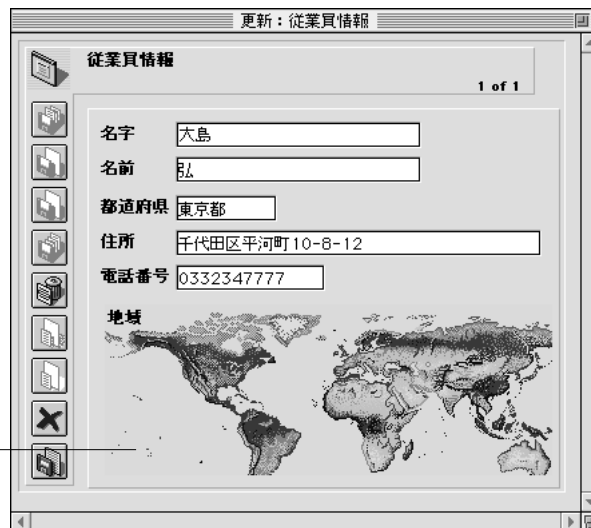 更新：従業員情報
従業員情報
1 of 1
名字 大島
名前 弘
都道府県 東京都
住所 千代田区平河町10-8-12
電話番号 0332347777
地域